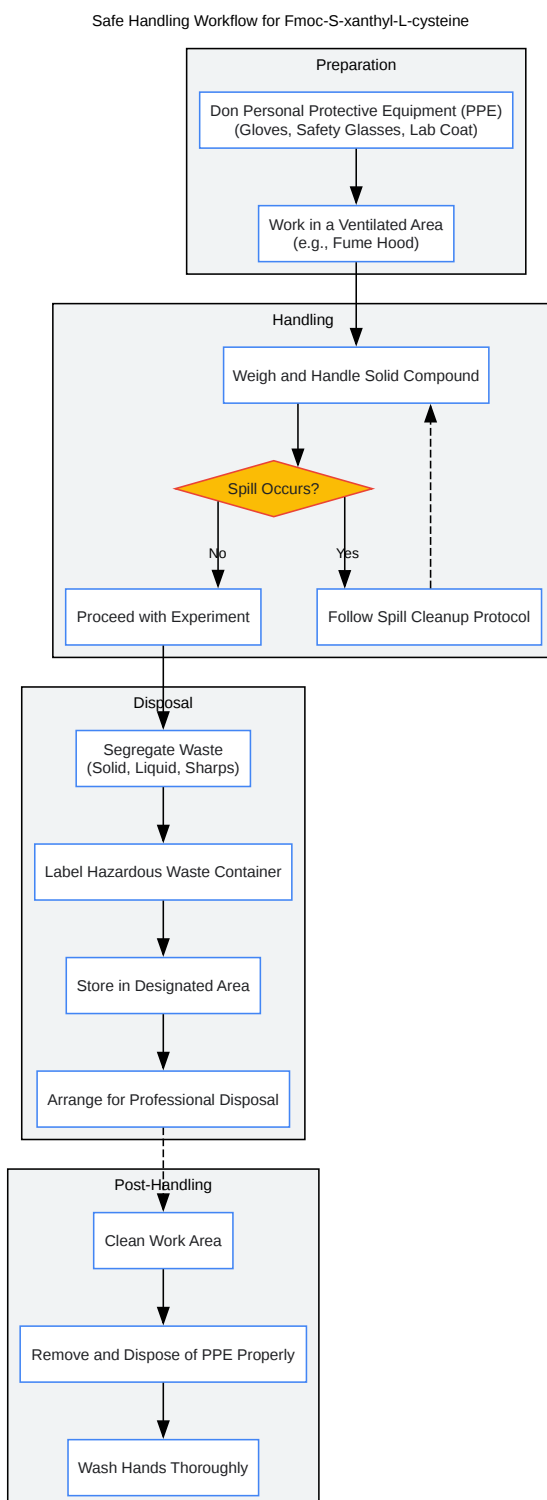 Safe Handling Workflow for Fmoc-S-xanthyl-L-cysteine
Preparation
Don Personal Protective Equipment (PPE)
(Gloves, Safety Glasses, Lab Coat)
Work in a Ventilated Area
(e.g., Fume Hood)
Handling
Weigh and Handle Solid Compound
Spill Occurs?
No
Yes
Proceed with Experiment
Follow Spill Cleanup Protocol
Disposal
Segregate Waste
(Solid, Liquid, Sharps)
Label Hazardous Waste Container
Store in Designated Area
Arrange for Professional Disposal
Post-Handling
Clean Work Area
Remove and Dispose of PPE Properly
Wash Hands Thoroughly